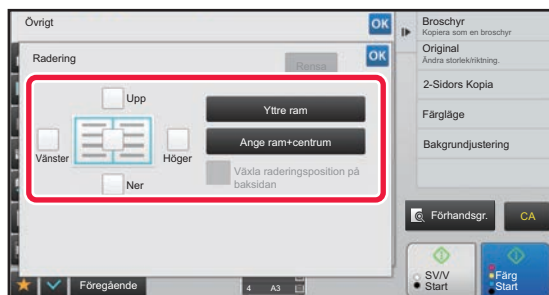 Övrigt
OK
Radering
Rensa
OK
Upp
Vänster
Höger
Ner
Yttre ram
Ange ram+centrum
Växla raderingsposition på
baksidan
Föregående
4 A3
Broschyr
Kopiera som en broschyr
Original
Ändra storlek/riktning.
2-Sidors Kopia
Färgläge
Bakgrundjustering
Förhandsgr.
CA
SV/V
Start
Färg
Start